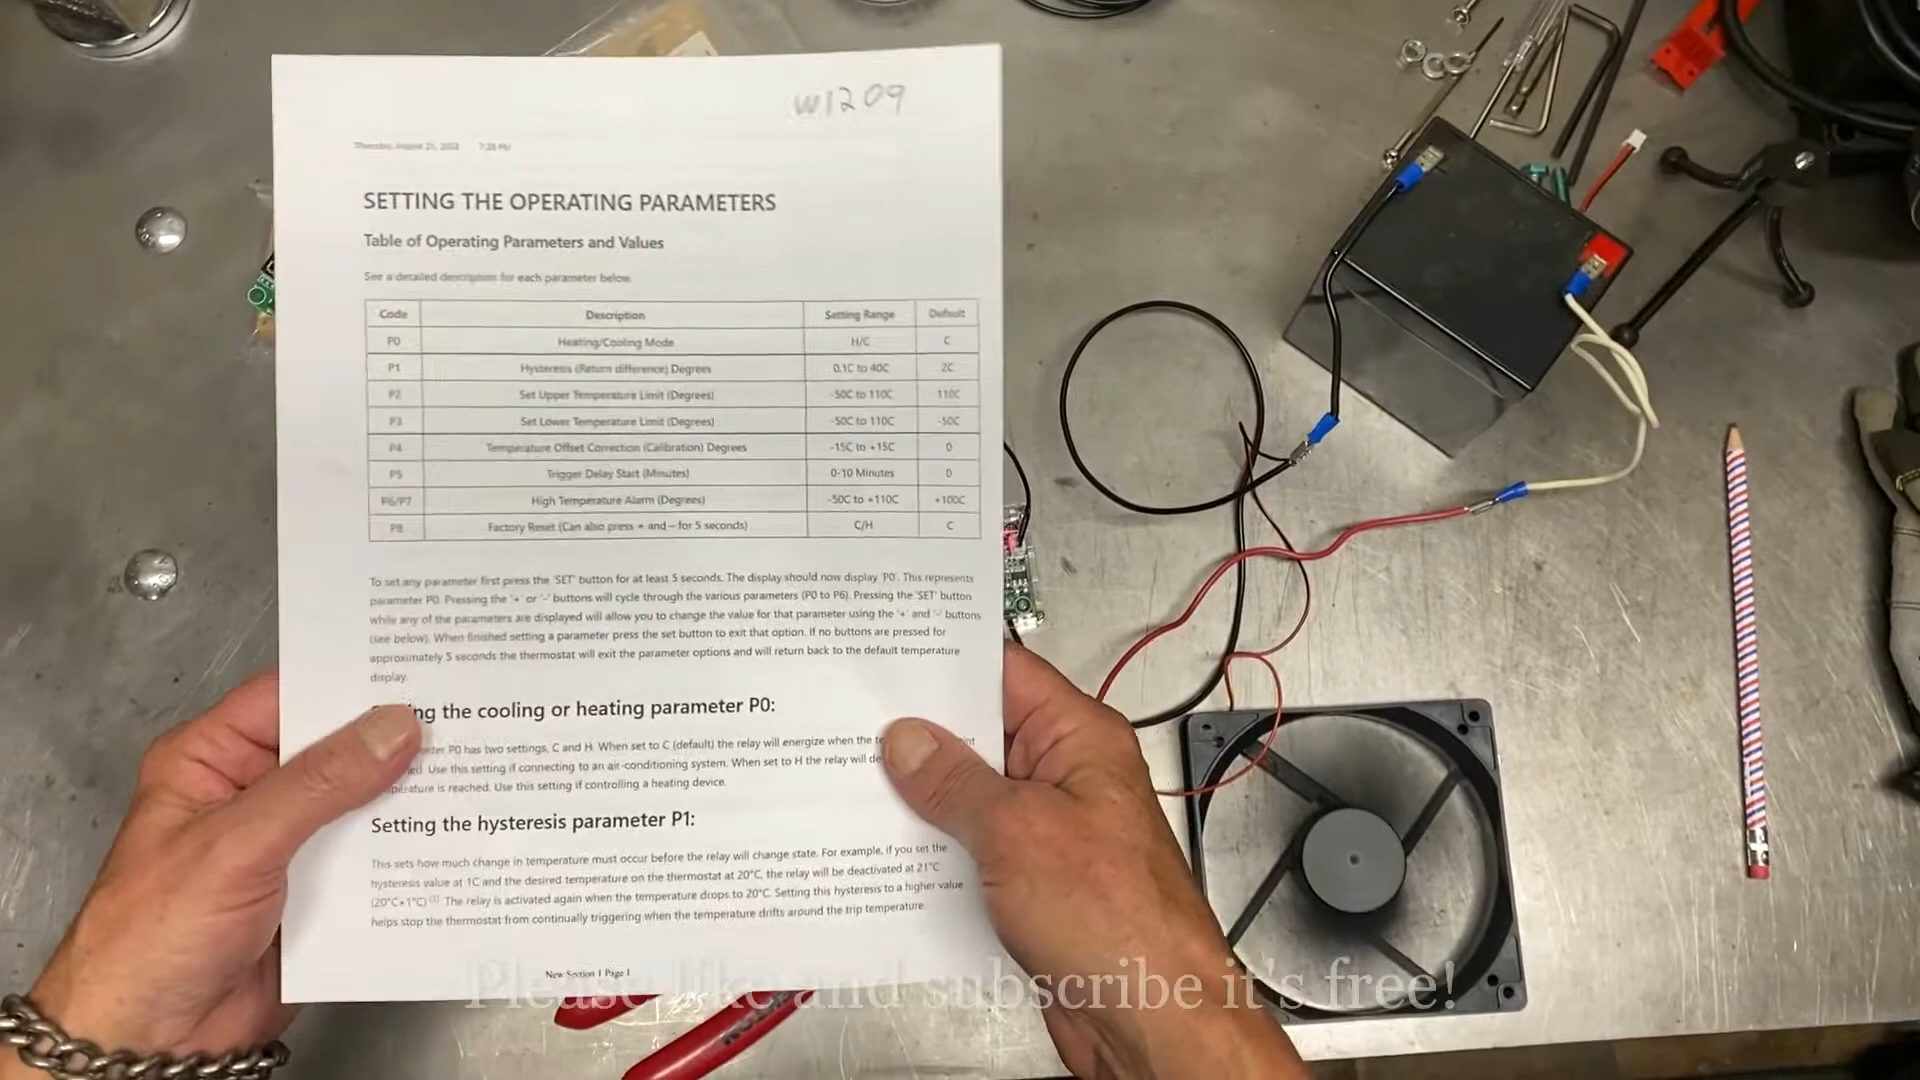 W1209
Thursday, August 25, 2022 7:28 PM
SETTING THE OPERATING PARAMETERS
Table of Operating Parameters and Values
See a detailed description for each parameter below.
Code Description Setting Range Default
P0 Heating/Cooling Mode H/C C
P1 Hysteresis (Return difference) Degrees 0.1C to 40C 2C
P2 Set Upper Temperature Limit (Degrees) -50C to 110C 110C
P3 Set Lower Temperature Limit (Degrees) -50C to 110C -50C
P4 Temperature Offset Correction (Calibration) Degrees -15C to +15C 0
P5 Trigger Delay Start (Minutes) 0-10 Minutes 0
P6/P7 High Temperature Alarm (Degrees) -50C to +110C +100C
P8 Factory Reset (Can also press + and – for 5 seconds) C/H C
To set any parameter first press the 'SET' button for at least 5 seconds. The display should now display 'P0'. This represents
parameter P0. Pressing the '+' or '-' buttons will cycle through the various parameters (P0 to P6). Pressing the 'SET' button
while any of the parameters are displayed will allow you to change the value for that parameter using the '+' and '-' buttons
(see below). When finished setting a parameter press the set button to exit that option. If no buttons are pressed for
approximately 5 seconds the thermostat will exit the parameter options and will return back to the default temperature
display.
the cooling or heating parameter P0:
P0 has two settings, C and H. When set to C (default) the relay will energize when the
Use this setting if connecting to an air-conditioning system. When set to H the relay will
is reached. Use this setting if controlling a heating device.
Setting the hysteresis parameter P1:
This sets how much change in temperature must occur before the relay will change state. For example, if you set the
hysteresis value at 1C and the desired temperature on the thermostat at 20°C, the relay will be deactivated at 21°C
(20°C+1°C) [1] The relay is activated again when the temperature drops to 20°C. Setting this hysteresis to a higher value
helps stop the thermostat from continually triggering when the temperature drifts around the trip temperature.
New Section 1 Page 1
Please like and subscribe it's free!